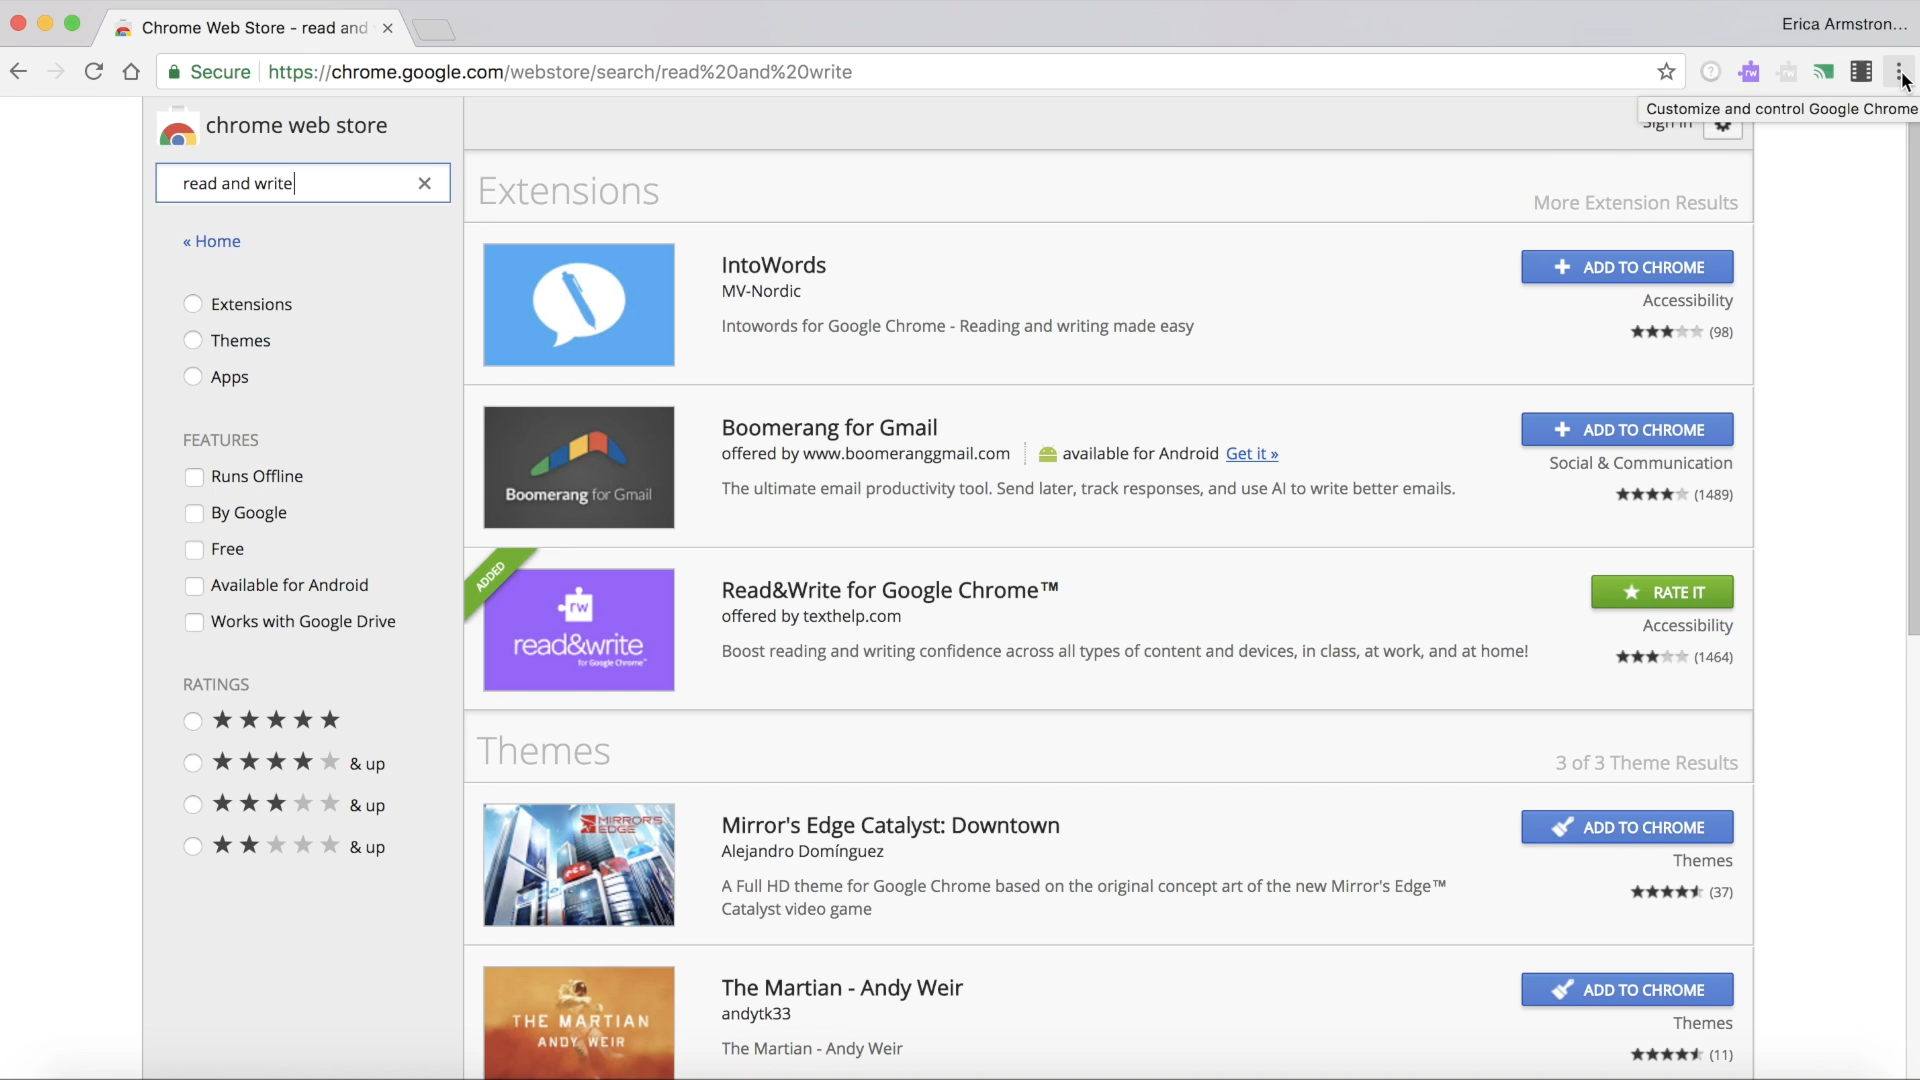 Chrome Web Store - read and
Erica Armstron...
Secure https://chrome.google.com/webstore/search/read%20and%20write
rw
rw
Customize and control Google Chrome
chrome web store
Sign in
read and write
« Home
Extensions
Themes
Apps
FEATURES
Runs Offline
By Google
Free
Available for Android
Works with Google Drive
RATINGS
& up
& up
& up
Extensions
More Extension Results
IntoWords
MV-Nordic
Intowords for Google Chrome - Reading and writing made easy
ADD TO CHROME
Accessibility
(98)
Boomerang for Gmail
Boomerang for Gmail
offered by www.boomeranggmail.com available for Android Get it »
The ultimate email productivity tool. Send later, track responses, and use AI to write better emails.
ADD TO CHROME
Social & Communication
(1489)
ADDED
rw
read&write
for Google Chrome™
Read&Write for Google Chrome™
offered by texthelp.com
Boost reading and writing confidence across all types of content and devices, in class, at work, and at home!
RATE IT
Accessibility
(1464)
Themes
3 of 3 Theme Results
MIRROR'S
EDGE
Mirror's Edge Catalyst: Downtown
Alejandro Domínguez
A Full HD theme for Google Chrome based on the original concept art of the new Mirror's Edge™
Catalyst video game
ADD TO CHROME
Themes
(37)
THE MARTIAN
ANDY WEIR
The Martian - Andy Weir
andytk33
The Martian - Andy Weir
ADD TO CHROME
Themes
(11)